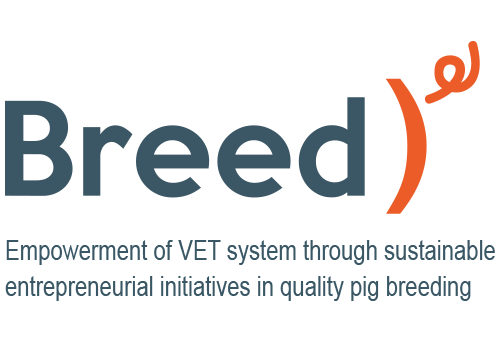 Breed)
Empowerment of VET system through sustainable
entrepreneurial initiatives in quality pig breeding